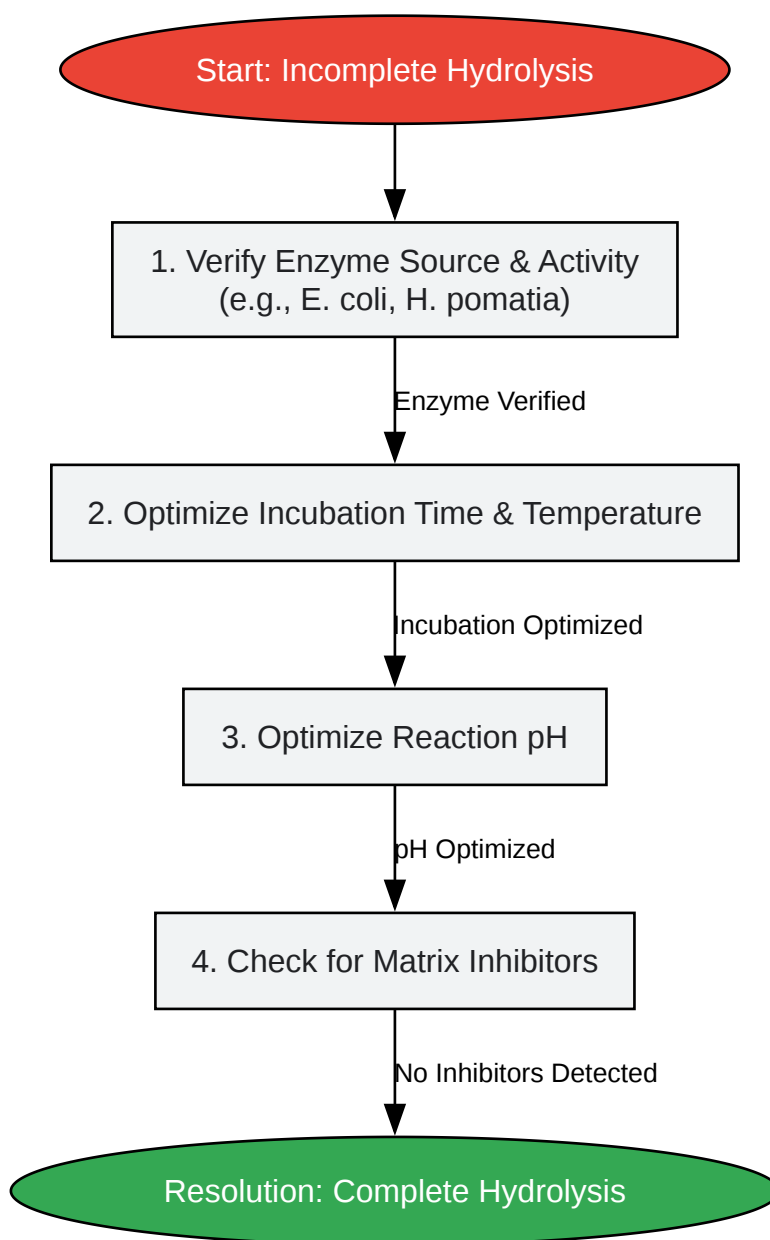 Start: Incomplete Hydrolysis
1. Verify Enzyme Source & Activity
(e.g., E. coli, H. pomatia)
Enzyme Verified
2. Optimize Incubation Time & Temperature
Incubation Optimized
3. Optimize Reaction pH
pH Optimized
4. Check for Matrix Inhibitors
No Inhibitors Detected
Resolution: Complete Hydrolysis